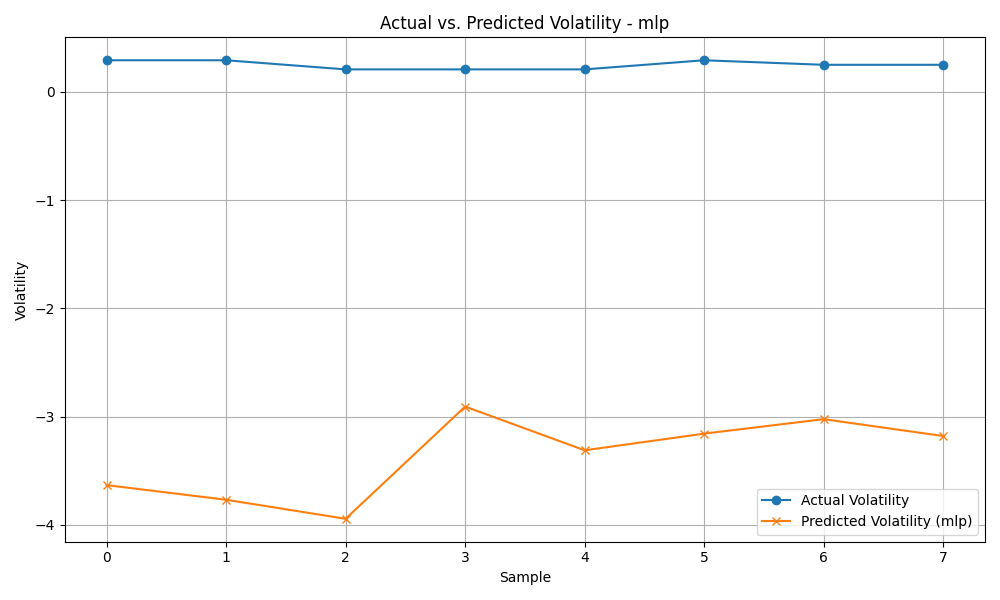 Actual vs. Predicted Volatility - mlp
Volatility
0
−1
−2
−3
−4
Actual Volatility
Predicted Volatility (mlp)
0 1 2 3 4 5 6 7
Sample